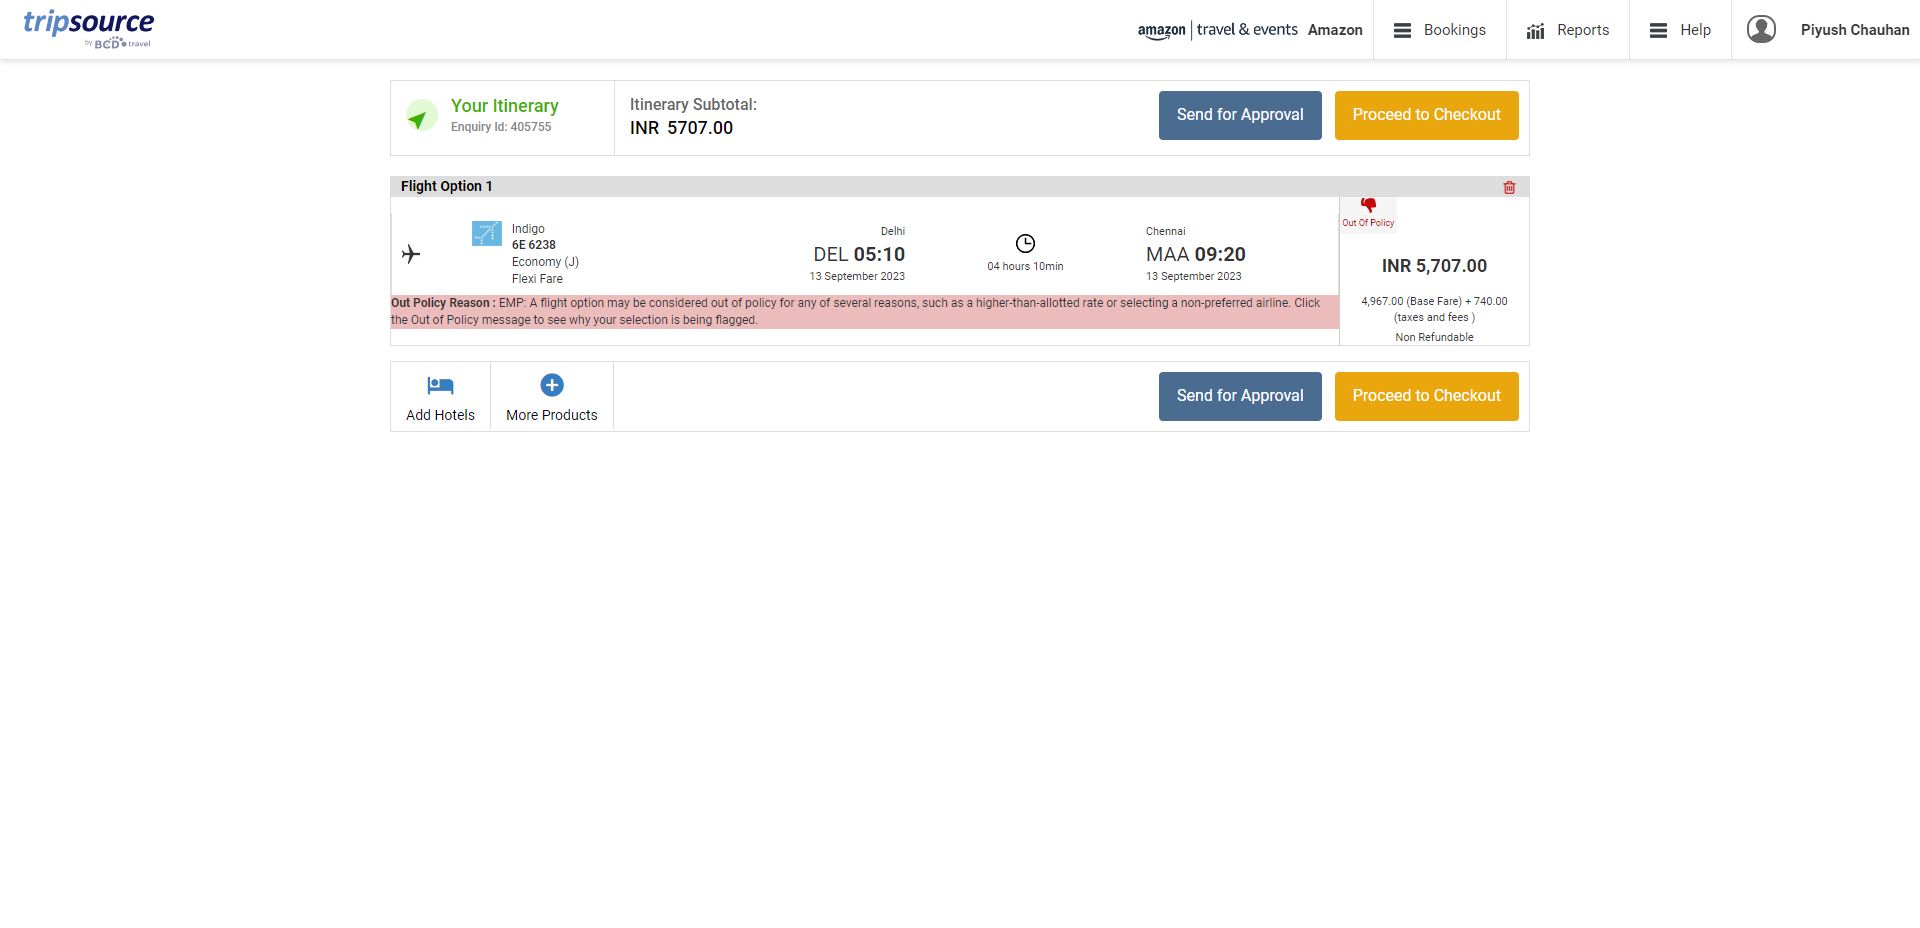 tripsource
by BCD travel
amazon | travel & events Amazon
Bookings
Reports
Help
Piyush Chauhan
Your Itinerary
Enquiry Id: 405755
Itinerary Subtotal:
INR 5707.00
Send for Approval
Proceed to Checkout
Flight Option 1
Indigo
6E 6238
Economy (J)
Flexi Fare
Delhi
DEL 05:10
13 September 2023
04 hours 10min
Chennai
MAA 09:20
13 September 2023
Out Policy Reason : EMP: A flight option may be considered out of policy for any of several reasons, such as a higher-than-allotted rate or selecting a non-preferred airline. Click
the Out of Policy message to see why your selection is being flagged.
Out Of Policy
INR 5,707.00
4,967.00 (Base Fare) + 740.00
(taxes and fees )
Non Refundable
Add Hotels
More Products
Send for Approval
Proceed to Checkout